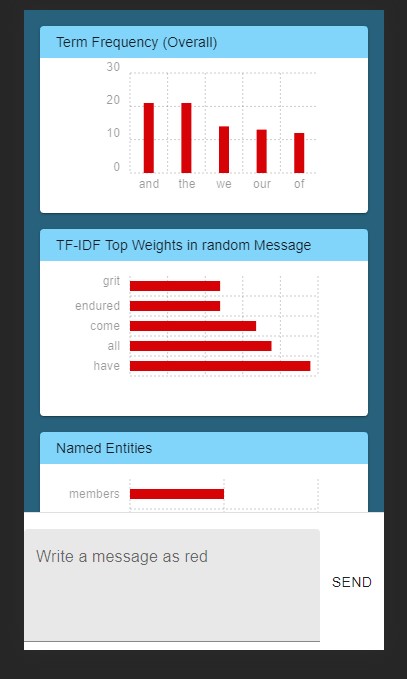 Term Frequency (Overall)
30
20
10
0
and the we our of
TF-IDF Top Weights in random Message
grit
endured
come
all
have
Named Entities
members
Write a message as red
SEND